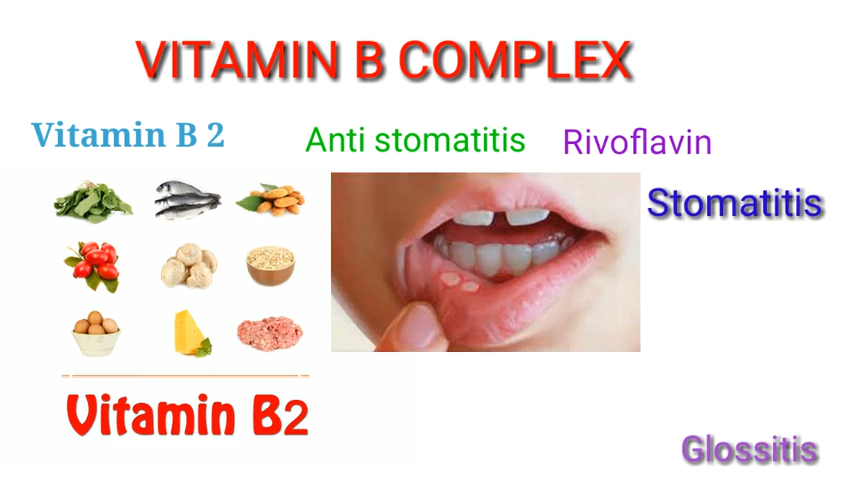 VITAMIN B COMPLEX
Vitamin B 2
Anti stomatitis
Rivoflavin
Stomatitis
Vitamin B2
Glossitis